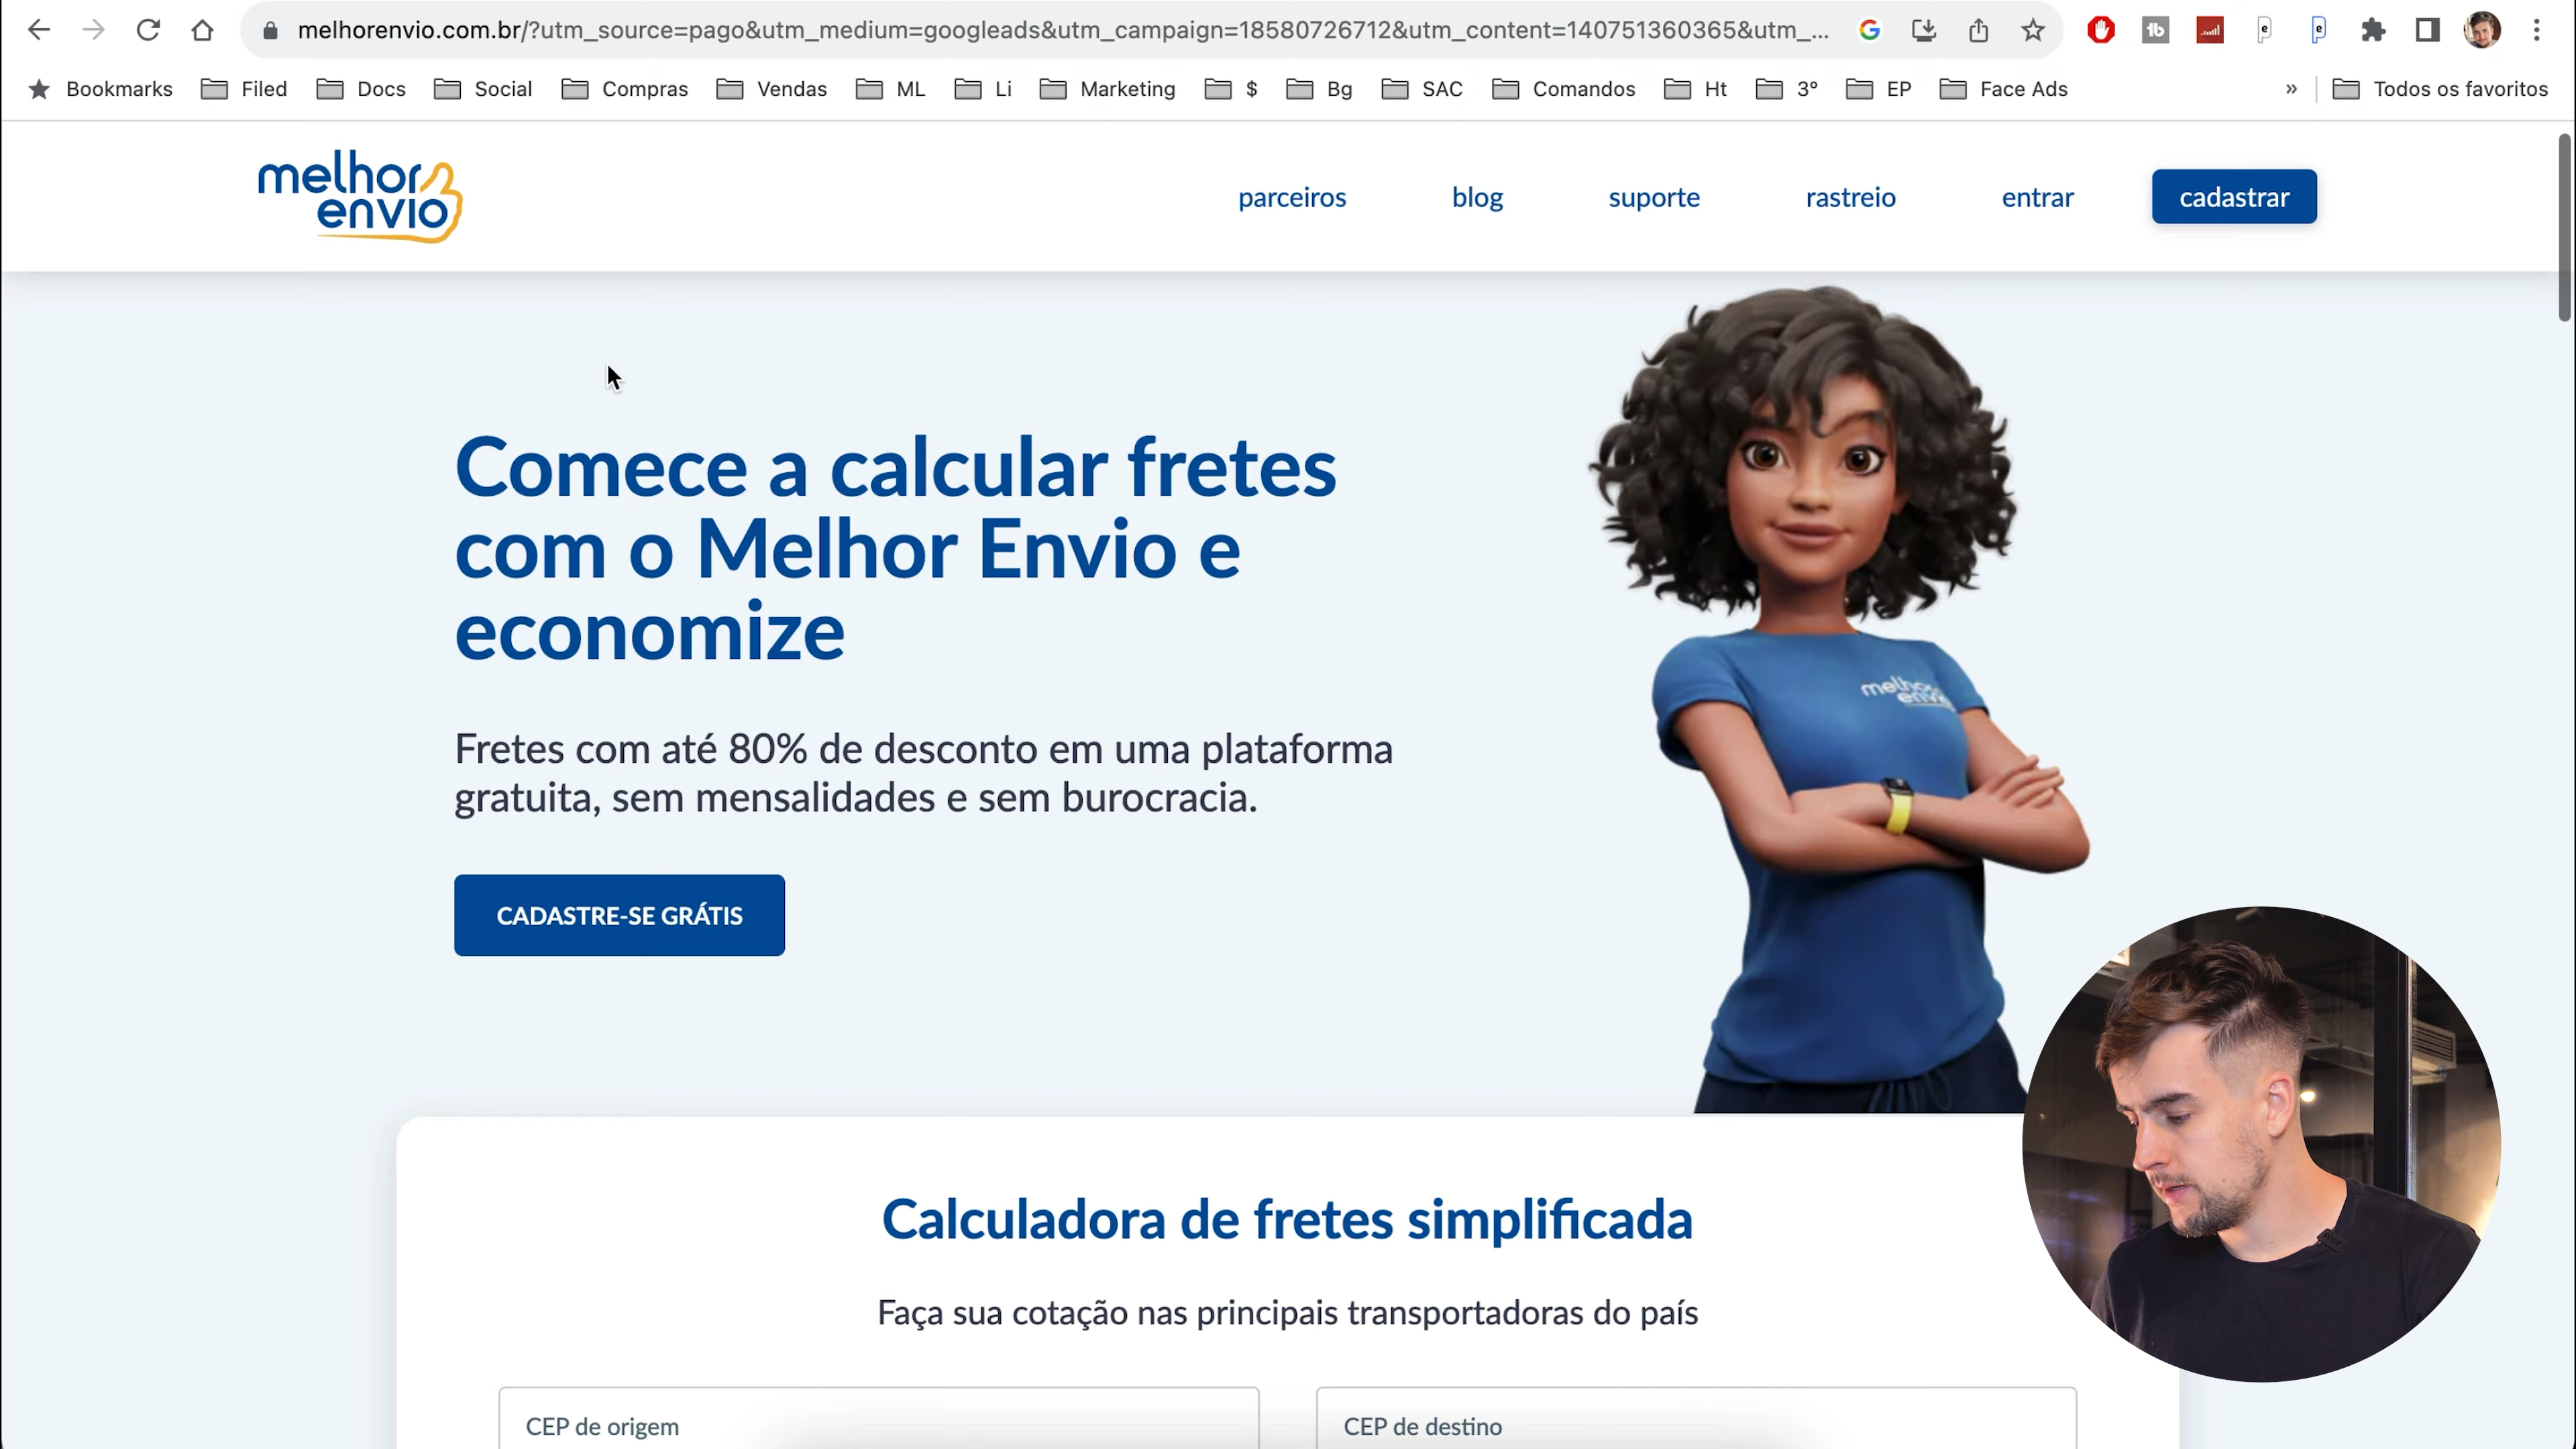 melhorenvio.com.br/?utm_source=pago&utm_medium=googleads&utm_campaign=18580726712&utm_content=140751360365&utm_...
Bookmarks Filed Docs Social Compras Vendas ML Li Marketing $ Bg SAC Comandos Ht 3º EP Face Ads » Todos os favoritos
melhor
envio
parceiros blog suporte rastreio entrar cadastrar
Comece a calcular fretes
com o Melhor Envio e
economize
melhor
envio
Fretes com até 80% de desconto em uma plataforma
gratuita, sem mensalidades e sem burocracia.
CADASTRE-SE GRÁTIS
Calculadora de fretes simplificada
Faça sua cotação nas principais transportadoras do país
CEP de origem CEP de destino